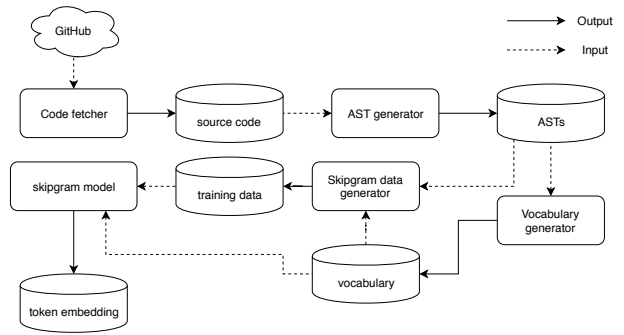 GitHub
Output
Input
Code fetcher
source code
AST generator
ASTs
skipgram model
training data
Skipgram data
generator
Vocabulary
generator
vocabulary
token embedding